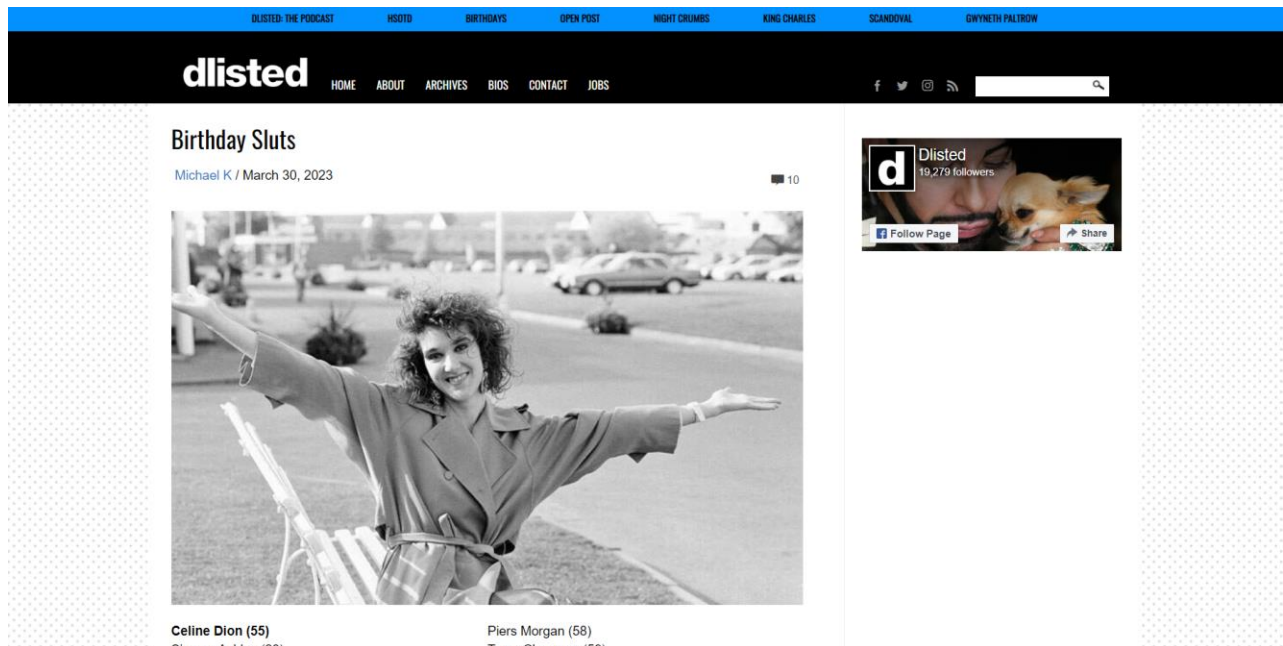 DLISTED: THE PODCAST HSOTD BIRTHDAYS OPEN POST NIGHT CRUMBS KING CHARLES SCANDOVAL GWYNETH PALTROW
dlisted HOME ABOUT ARCHIVES BIOS CONTACT JOBS
Birthday Sluts
Michael K / March 30, 2023
10
d Dlisted
19,279 followers
Follow Page Share
Celine Dion (55) Piers Morgan (58)